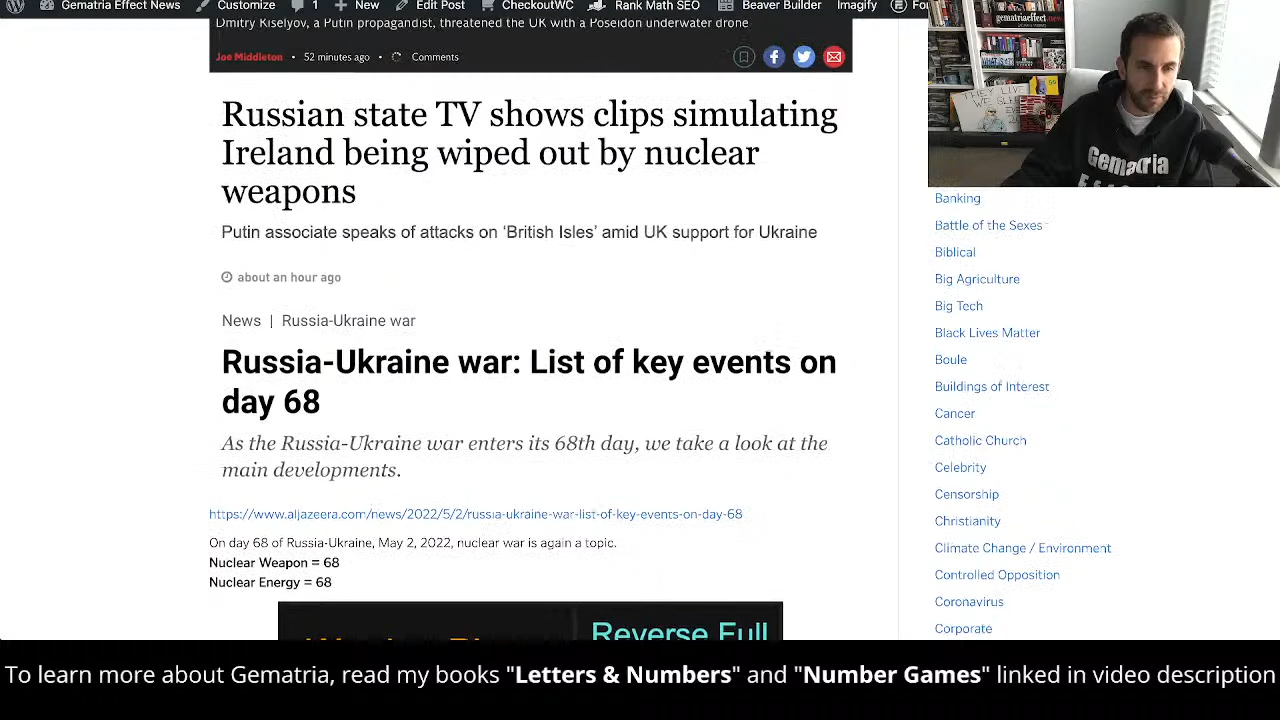 Gematria Effect News Customize 1 New Edit Post CheckoutWC Rank Math SEO Beaver Builder Imagify
Dmitry Kiselyov, a Putin propagandist, threatened the UK with a Poseidon underwater drone
Joe Middleton • 52 minutes ago • Comments
Russian state TV shows clips simulating
Ireland being wiped out by nuclear
weapons
Putin associate speaks of attacks on ‘British Isles’ amid UK support for Ukraine
about an hour ago
News | Russia-Ukraine war
Russia-Ukraine war: List of key events on
day 68
As the Russia-Ukraine war enters its 68th day, we take a look at the
main developments.
https://www.aljazeera.com/news/2022/5/2/russia-ukraine-war-list-of-key-events-on-day-68
On day 68 of Russia-Ukraine, May 2, 2022, nuclear war is again a topic.
Nuclear Weapon = 68
Nuclear Energy = 68
Reverse Full
gematriaeffect.news
Gematria
Banking
Battle of the Sexes
Biblical
Big Agriculture
Big Tech
Black Lives Matter
Boule
Buildings of Interest
Cancer
Catholic Church
Celebrity
Censorship
Christianity
Climate Change / Environment
Controlled Opposition
Coronavirus
Corporate
To learn more about Gematria, read my books "Letters & Numbers" and "Number Games" linked in video description